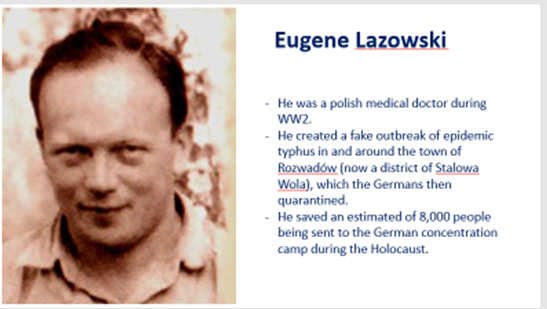 Eugene Lazowski
- He was a polish medical doctor during
WW2.
- He created a fake outbreak of epidemic
typhus in and around the town of
Rozwadów (now a district of Stalowa
Wola), which the Germans then
quarantined.
- He saved an estimated of 8,000 people
being sent to the German concentration
camp during the Holocaust.